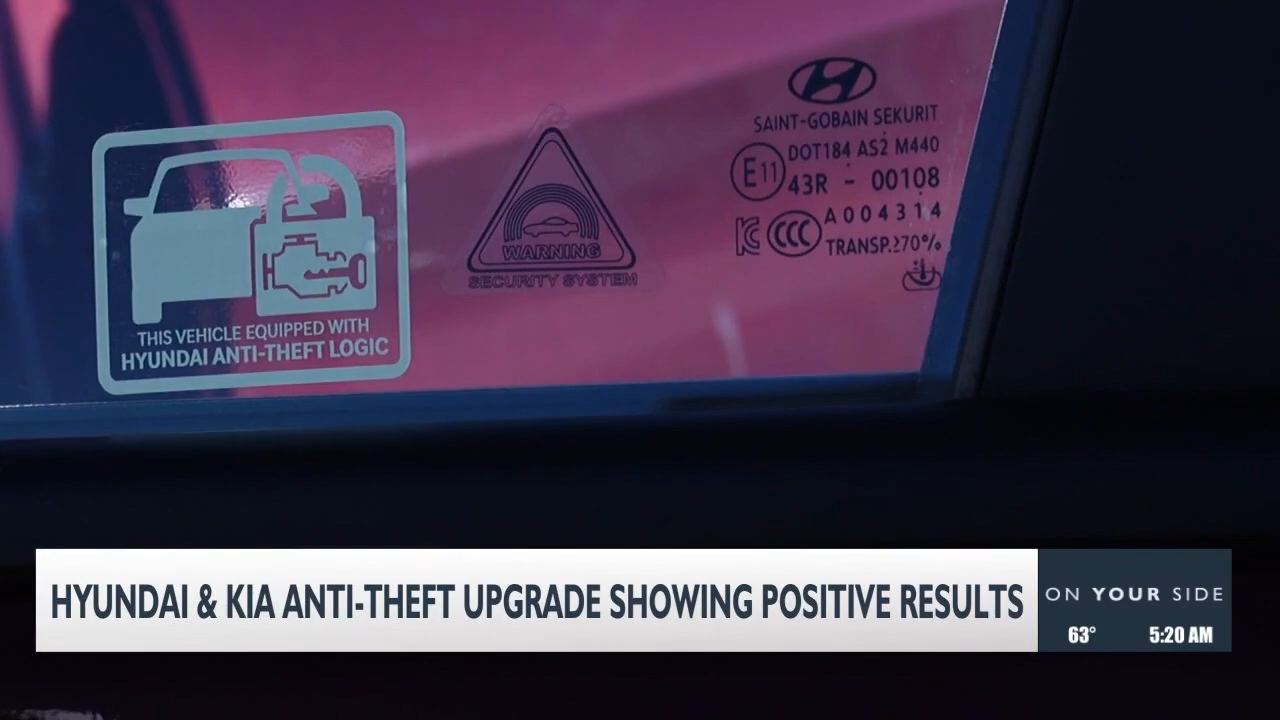 THIS VEHICLE EQUIPPED WITH
HYUNDAI ANTI-THEFT LOGIC
WARNING
SECURITY SYSTEM
SAINT-GOBAIN SEKURIT
E11
DOT184 AS2 M440
43R - 00108
KC CCC
A004314
TRANSP.≥70%
HYUNDAI & KIA ANTI-THEFT UPGRADE SHOWING POSITIVE RESULTS
ON YOUR SIDE
63° 5:20 AM